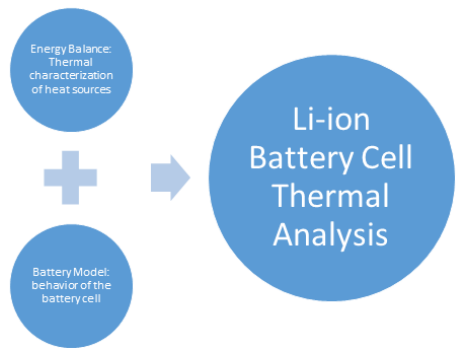 Energy Balance:
Thermal
characterization
of heat sources
Li-ion
Battery Cell
Thermal
Analysis
Battery Model:
behavior of the
battery cell